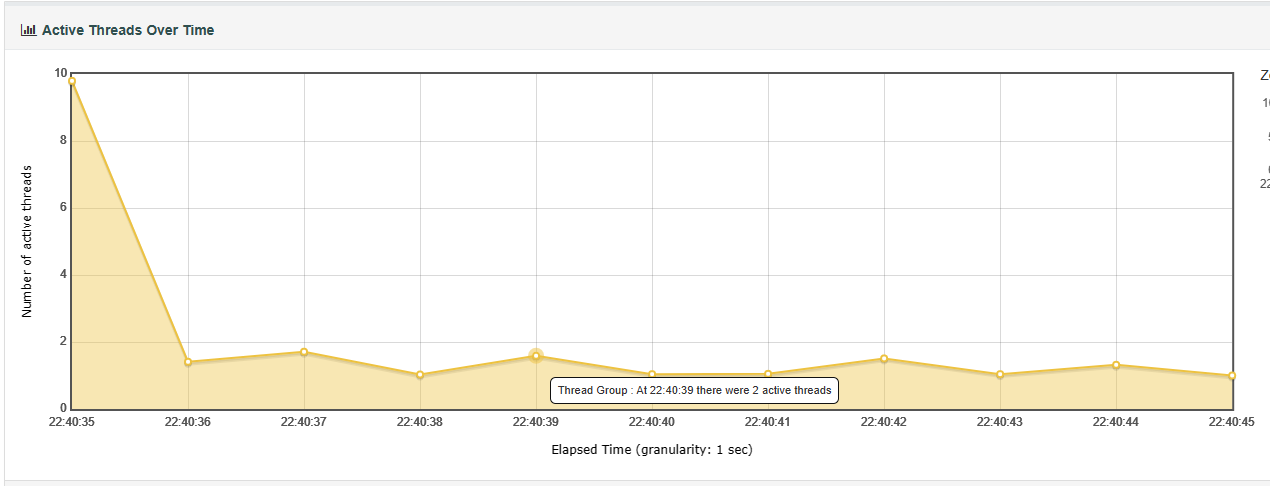 Active Threads Over Time
10
8
6
4
2
0
Number of active threads
Thread Group : At 22:40:39 there were 2 active threads
22:40:35 22:40:36 22:40:37 22:40:38 22:40:39 22:40:40 22:40:41 22:40:42 22:40:43 22:40:44 22:40:45
Elapsed Time (granularity: 1 sec)